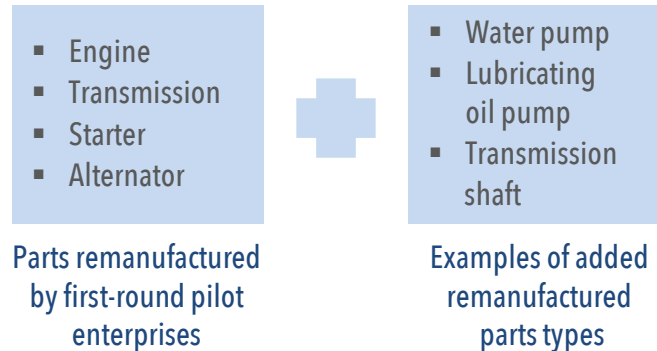 ▪ Engine
▪ Transmission
▪ Starter
▪ Alternator
Parts remanufactured
by first-round pilot
enterprises
▪ Water pump
▪ Lubricating
oil pump
▪ Transmission
shaft
Examples of added
remanufactured
parts types